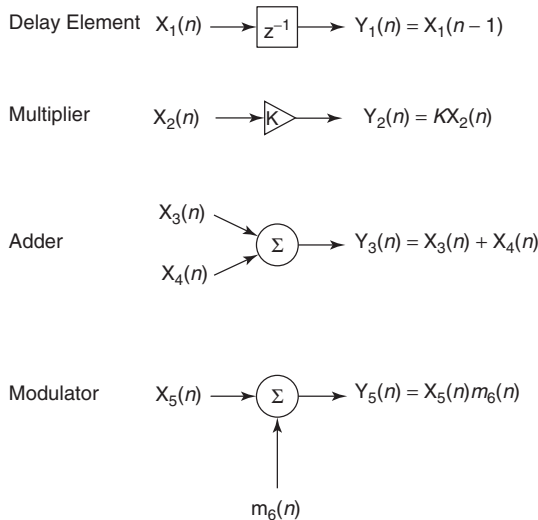 Delay Element X₁(n) z⁻¹ Y₁(n) = X₁(n − 1)
Multiplier X₂(n) K Y₂(n) = KX₂(n)
X₃(n)
Adder Σ Y₃(n) = X₃(n) + X₄(n)
X₄(n)
Modulator X₅(n) Σ Y₅(n) = X₅(n)m₆(n)
m₆(n)